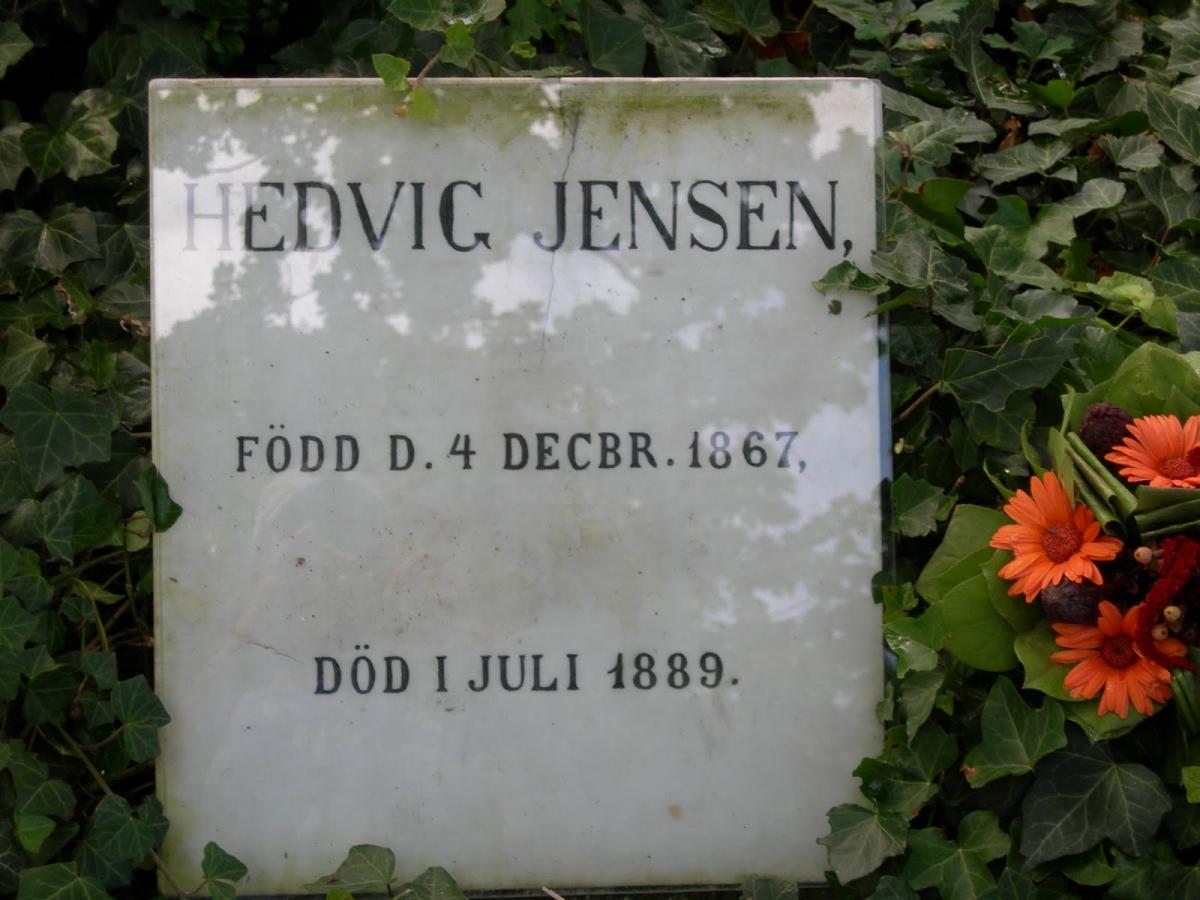 HEDVIG JENSEN,
FÖDD D. 4 DECBR. 1867,
DÖD I JULI 1889.